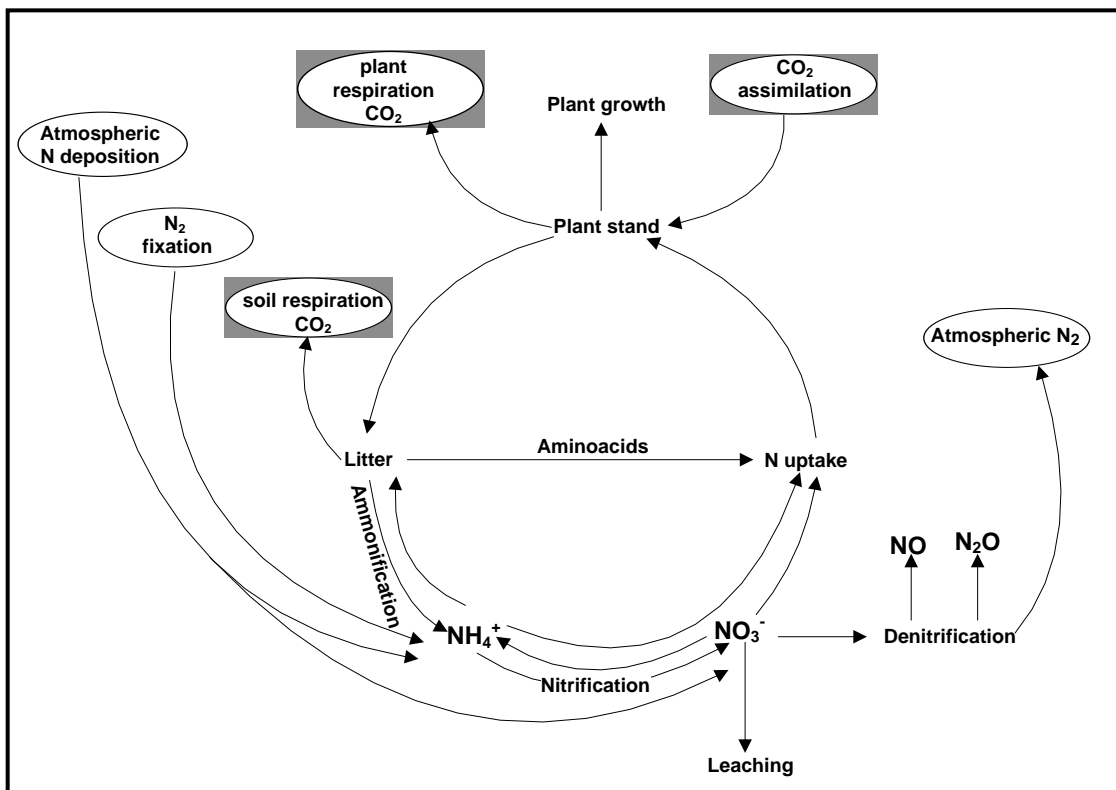 plant
respiration
CO₂
CO₂
assimilation
Plant growth
Atmospheric
N deposition
N₂
fixation
Plant stand
soil respiration
CO₂
Atmospheric N₂
Litter
Aminoacids
N uptake
Ammonification
NO
N₂O
NH₄⁺
NO₃⁻
Denitrification
Nitrification
Leaching